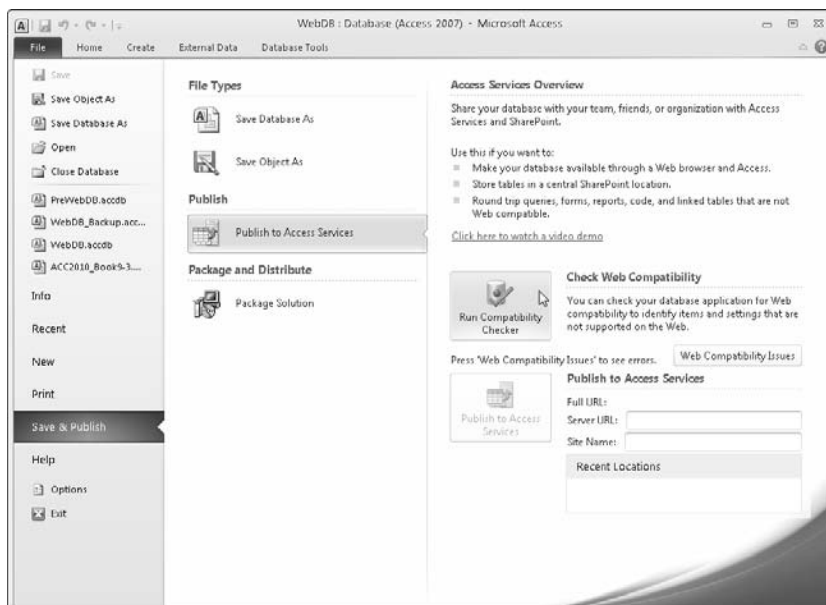 WebDB : Database (Access 2007) - Microsoft Access
File Home Create External Data Database Tools
Save
Save Object As
Save Database As
Open
Close Database
PreWebDB.accdb
WebDB_Backup.acc...
WebDB.accdb
ACC2010_Book9-3....
Info
Recent
New
Print
Save & Publish
Help
Options
Exit
File Types
Save Database As
Save Object As
Publish
Publish to Access Services
Package and Distribute
Package Solution
Access Services Overview
Share your database with your team, friends, or organization with Access
Services and SharePoint.
Use this if you want to:
Make your database available through a Web browser and Access.
Store tables in a central SharePoint location.
Round trip queries, forms, reports, code, and linked tables that are not
Web compatible.
Click here to watch a video demo
Run Compatibility
Checker
Check Web Compatibility
You can check your database application for Web
compatibility to identify items and settings that are
not supported on the Web.
Press 'Web Compatibility Issues' to see errors.
Web Compatibility Issues
Publish to Access
Services
Publish to Access Services
Full URL:
Server URL:
Site Name:
Recent Locations